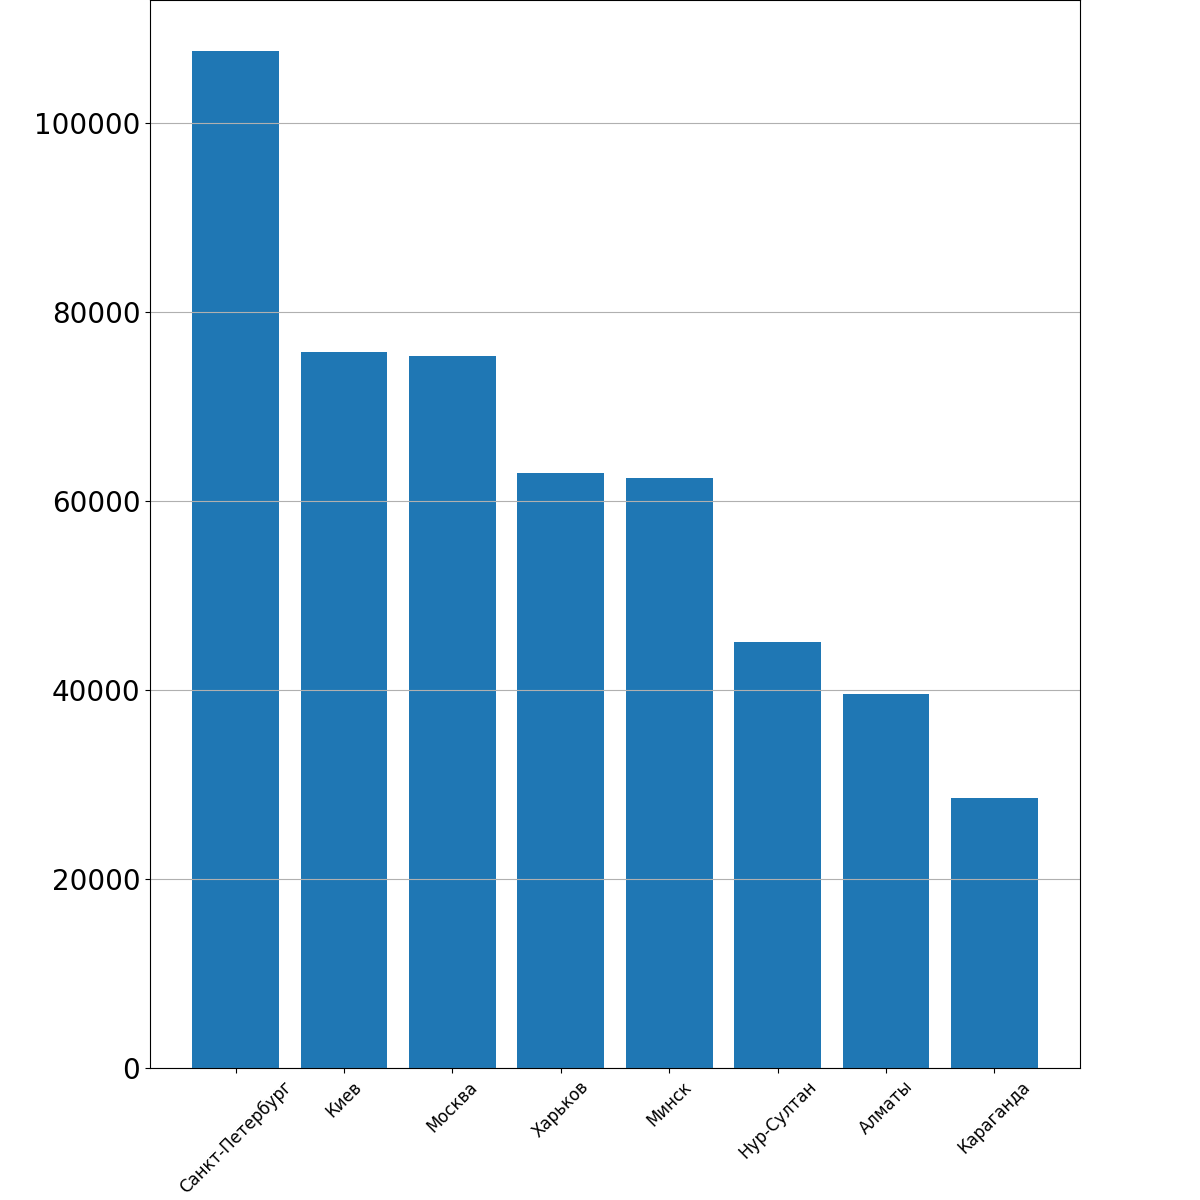 100000
80000
60000
40000
20000
0
Санкт-Петербург
Киев
Москва
Харьков
Минск
Нур-Султан
Алматы
Караганда